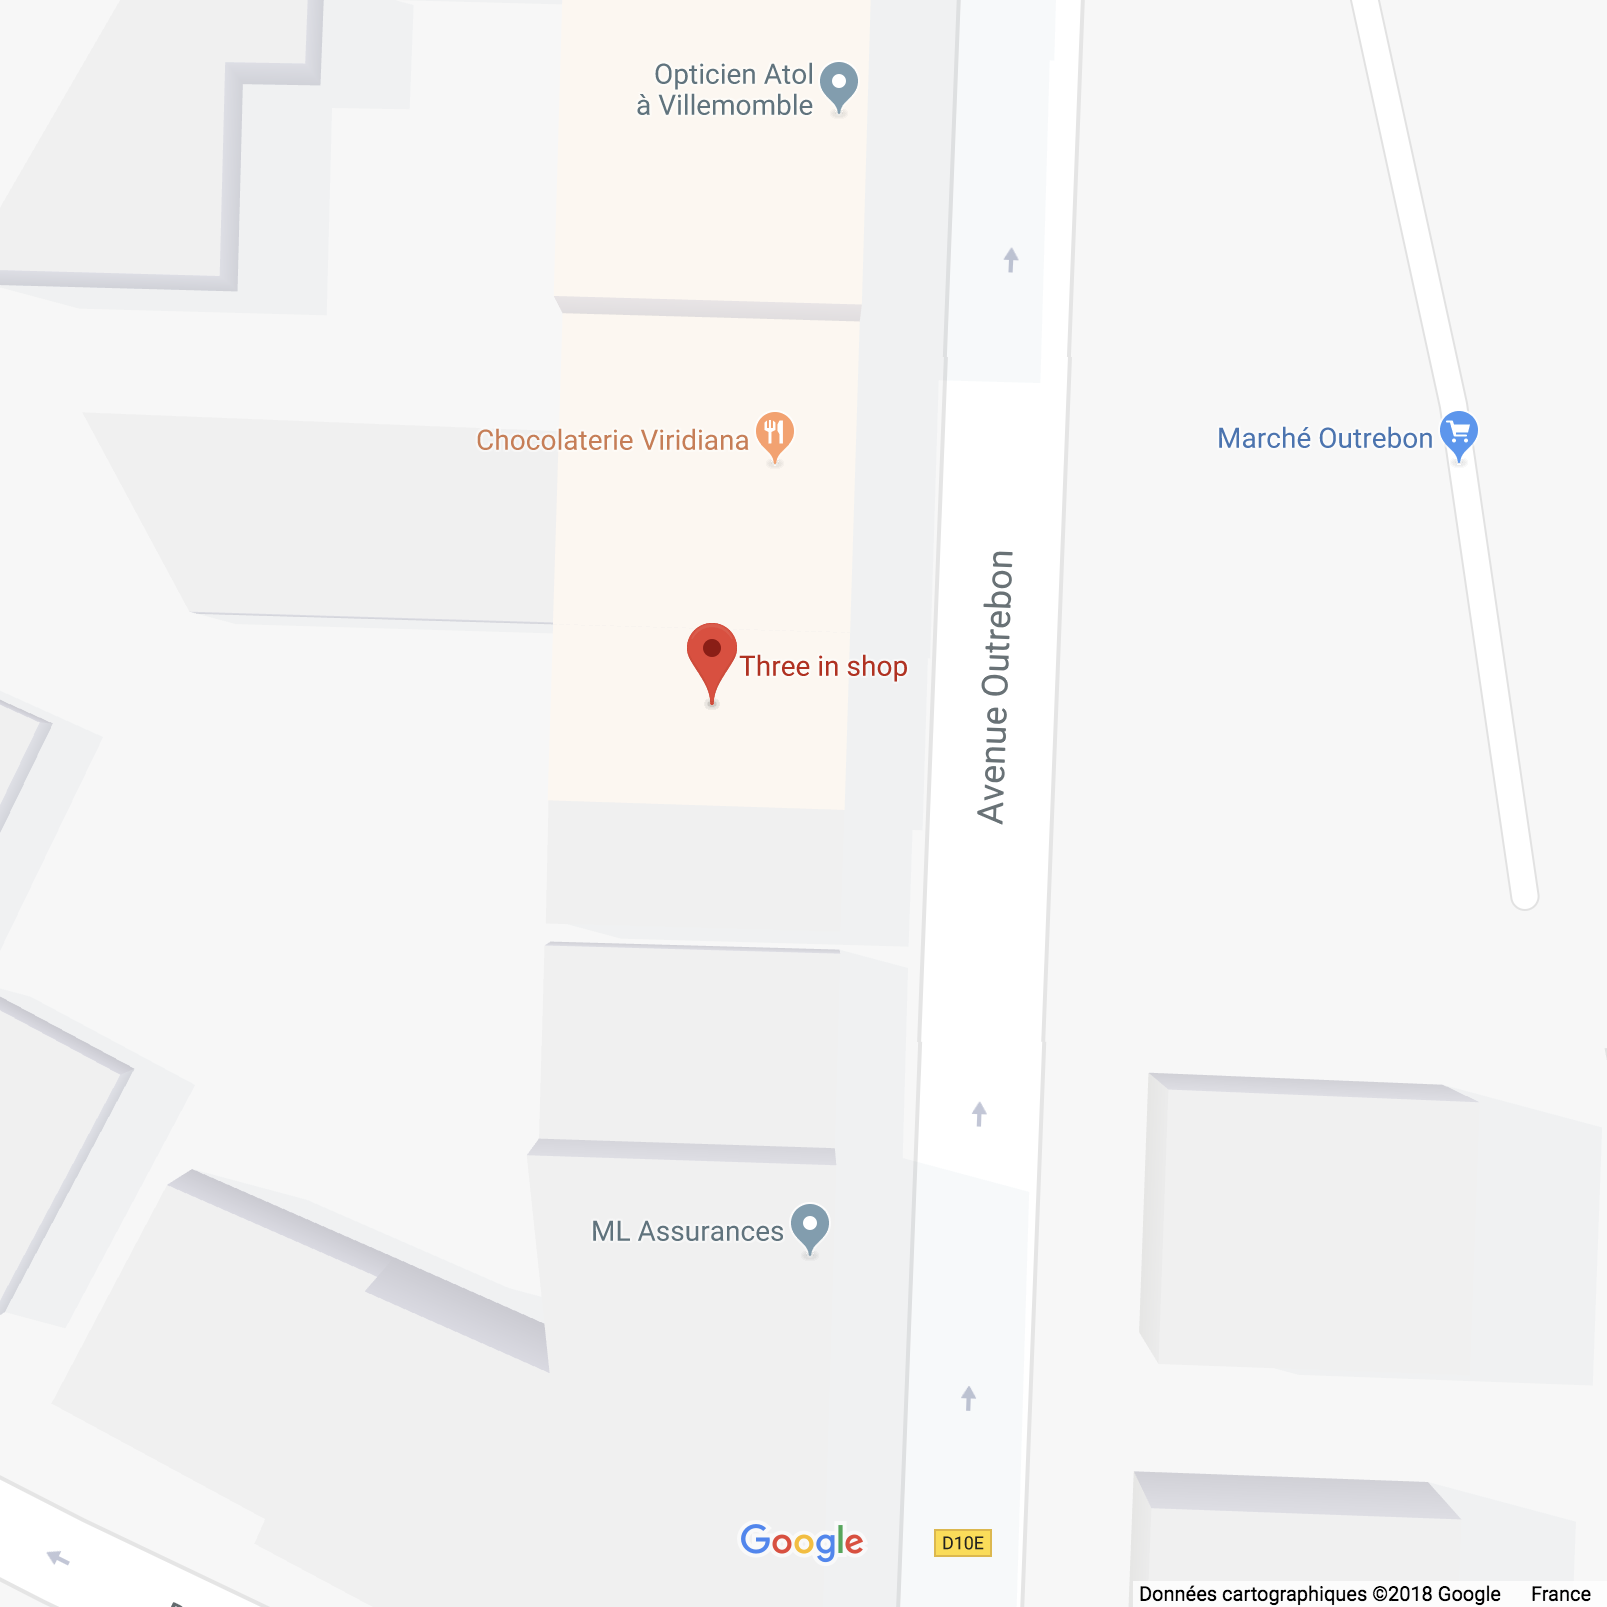 Opticien Atol
à Villemomble
Chocolaterie Viridiana
Marché Outrebon
Three in shop
Avenue Outrebon
ML Assurances
Google
D10E
Données cartographiques ©2018 Google France